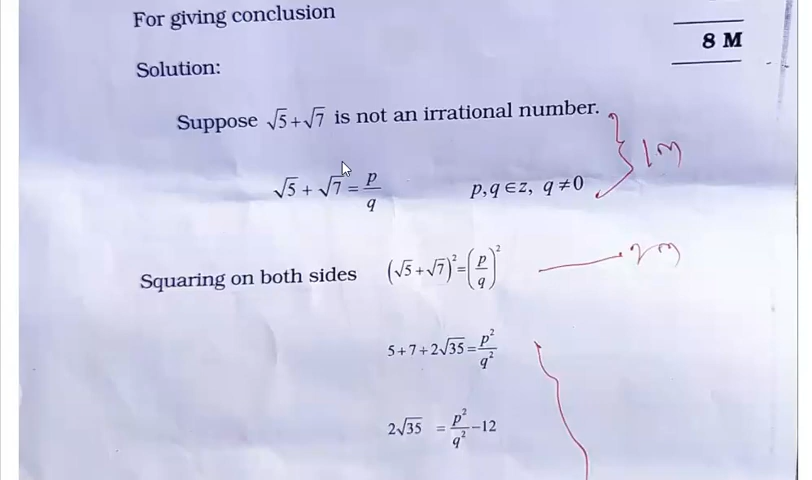 For giving conclusion
8 M
Solution:
Suppose √5+√7 is not an irrational number.
1m
√5 + √7 = p/q p,q ∈ z, q ≠ 0
Squaring on both sides (√5+√7)² = (p/q)²
2m
5+7+2√35 = p²/q²
2√35 = p²/q² −12